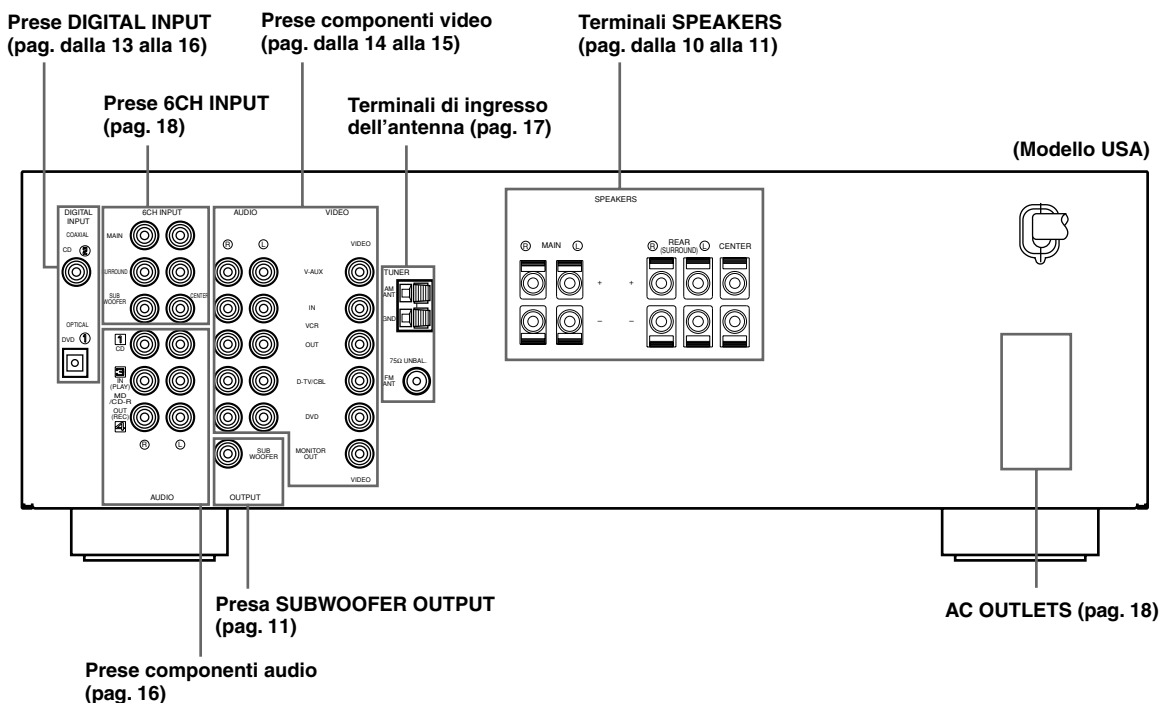 Prese DIGITAL INPUT
(pag. dalla 13 alla 16)
Prese componenti video
(pag. dalla 14 alla 15)
Terminali SPEAKERS
(pag. dalla 10 alla 11)
Prese 6CH INPUT
(pag. 18)
Terminali di ingresso
dell'antenna (pag. 17)
(Modello USA)
DIGITAL
INPUT
COAXIAL
CD 2
OPTICAL
DVD 1
6CH INPUT
MAIN
SURROUND
SUB
WOOFER
CENTER
1
CD
3
IN
(PLAY)
MD
/CD-R
OUT
(REC)
4
R L
AUDIO
AUDIO VIDEO
R L VIDEO
V-AUX
IN
VCR
OUT
D-TV/CBL
DVD
SUB
WOOFER
MONITOR
OUT
OUTPUT
VIDEO
TUNER
AM
ANT
GND
75Ω UNBAL.
FM
ANT
SPEAKERS
R MAIN L
R REAR L
(SURROUND)
CENTER
+ +
– –
Presa SUBWOOFER OUTPUT
(pag. 11)
AC OUTLETS (pag. 18)
Prese componenti audio
(pag. 16)